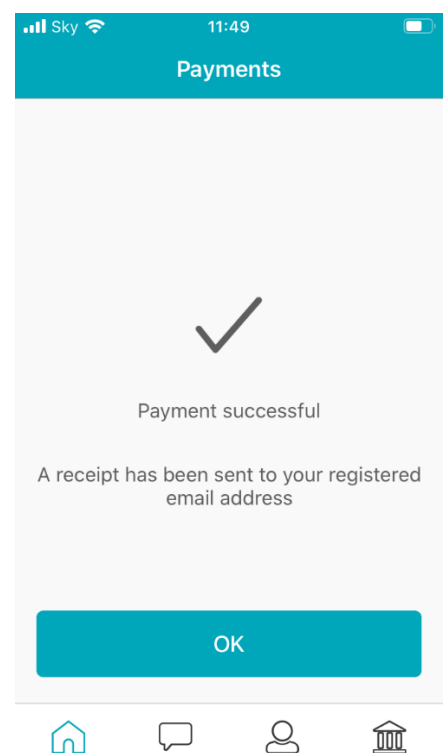 Sky 11:49
Payments
Payment successful
A receipt has been sent to your registered
email address
OK